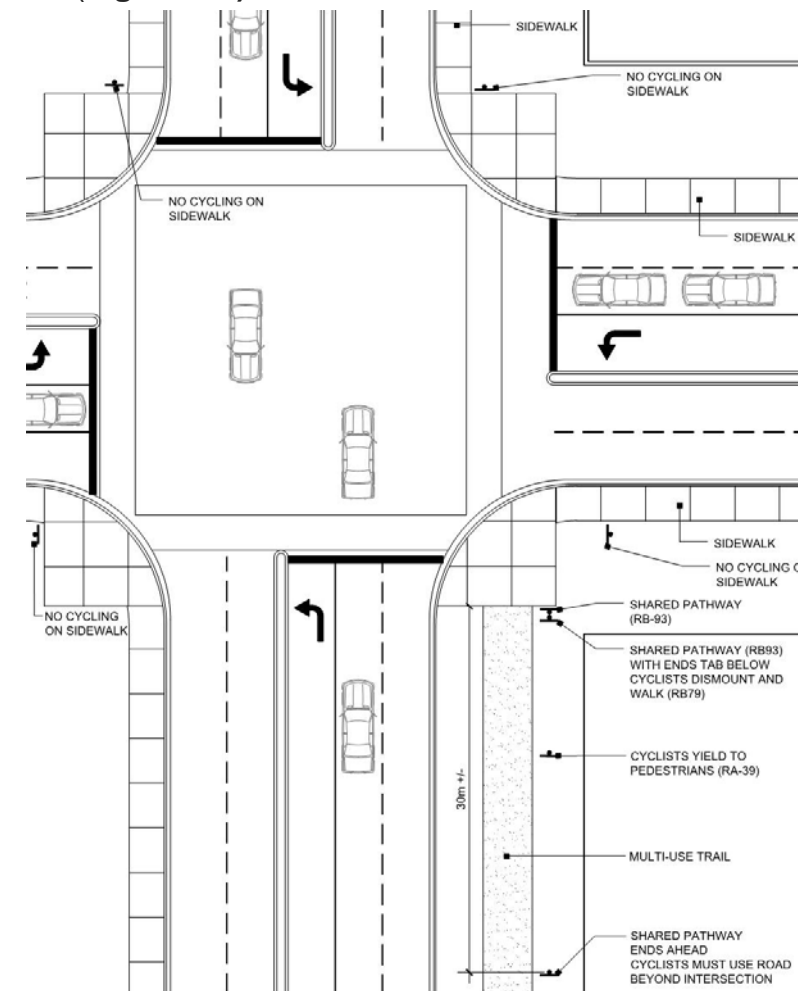 SIDEWALK
NO CYCLING ON
SIDEWALK
NO CYCLING ON
SIDEWALK
SIDEWALK
SIDEWALK
NO CYCLING
SIDEWALK
NO CYCLING
ON SIDEWALK
SHARED PATHWAY
(RB-93)
SHARED PATHWAY (RB93)
WITH ENDS TAB BELOW
CYCLISTS DISMOUNT AND
WALK (RB79)
CYCLISTS YIELD TO
PEDESTRIANS (RA-39)
30m +/-
MULTI-USE TRAIL
SHARED PATHWAY
ENDS AHEAD
CYCLISTS MUST USE ROAD
BEYOND INTERSECTION